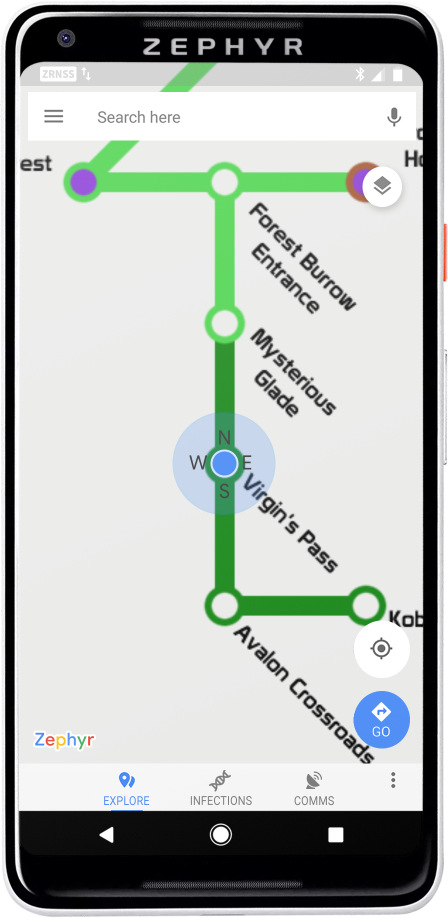 ZEPHYR
ZRNSS
Search here
est
Ho
Forest Burrow
Entrance
Mysterious
Glade
N
W E
S
Virgin's Pass
Kob
Avalon Crossroads
GO
Zephyr
EXPLORE INFECTIONS COMMS